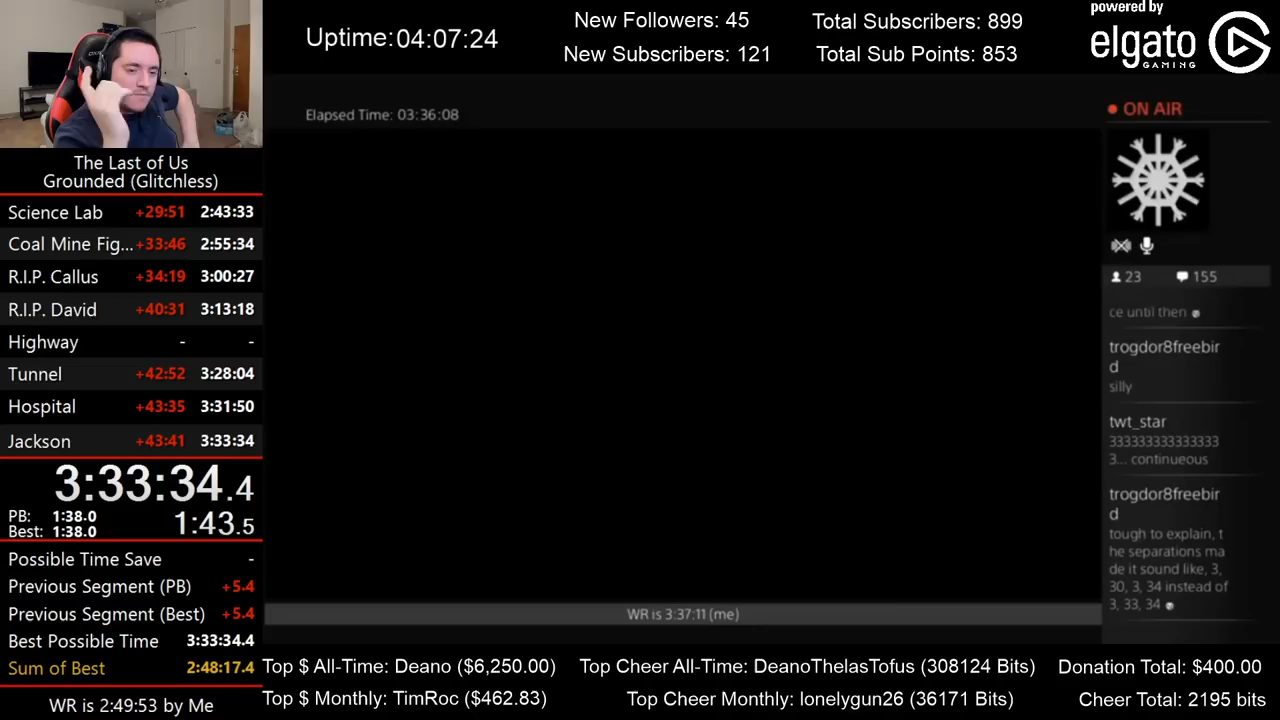 Uptime: 04:07:24
New Followers: 45
Total Subscribers: 899
New Subscribers: 121
Total Sub Points: 853
powered by
elgato
GAMING
Elapsed Time: 03:36:08
ON AIR
The Last of Us
Grounded (Glitchless)
Science Lab +29:51 2:43:33
Coal Mine Fig... +33:46 2:55:34
R.I.P. Callus +34:19 3:00:27
R.I.P. David +40:31 3:13:18
Highway - -
Tunnel +42:52 3:28:04
Hospital +43:35 3:31:50
Jackson +43:41 3:33:34
3:33:34.4
PB: 1:38.0
Best: 1:38.0
1:43.5
Possible Time Save -
Previous Segment (PB) +5.4
Previous Segment (Best) +5.4
Best Possible Time 3:33:34.4
Sum of Best 2:48:17.4
WR is 2:49:53 by Me
23 155
ce until then
trogdor8freebir
d
silly
twt_star
333333333333333
3... continueous
trogdor8freebir
d
tough to explain, t
he separations ma
de it sound like, 3,
30, 3, 34 instead of
3, 33, 34
WR is 3:37:11 (me)
Top $ All-Time: Deano ($6,250.00)
Top Cheer All-Time: DeanoThelasTofus (308124 Bits)
Donation Total: $400.00
Top $ Monthly: TimRoc ($462.83)
Top Cheer Monthly: lonelygun26 (36171 Bits)
Cheer Total: 2195 bits